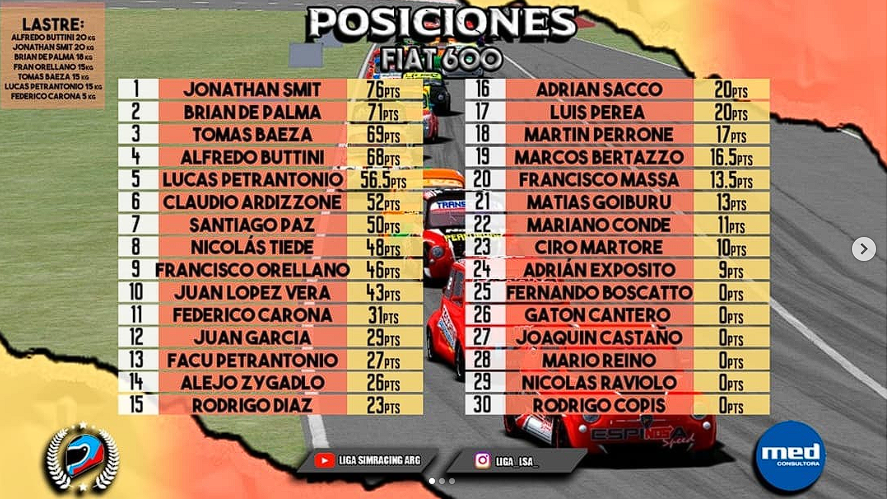 LASTRE:
ALFREDO BUTTINI 20 KG
JONATHAN SMIT 20 KG
BRIAN DE PALMA 18 KG
FRAN ORELLANO 15KG
TOMAS BAEZA 15 KG
LUCAS PETRANTONIO 15 KG
FEDERICO CARONA 5 KG
POSICIONES
FIAT 600
1 JONATHAN SMIT 76PTS
2 BRIAN DE PALMA 71PTS
3 TOMAS BAEZA 69PTS
4 ALFREDO BUTTINI 68PTS
5 LUCAS PETRANTONIO 56.5PTS
6 CLAUDIO ARDIZZONE 52PTS
7 SANTIAGO PAZ 50PTS
8 NICOLÁS TIEDE 48PTS
9 FRANCISCO ORELLANO 46PTS
10 JUAN LOPEZ VERA 43PTS
11 FEDERICO CARONA 31PTS
12 JUAN GARCIA 29PTS
13 FACU PETRANTONIO 27PTS
14 ALEJO ZYGADLO 26PTS
15 RODRIGO DIAZ 23PTS
16 ADRIAN SACCO 20PTS
17 LUIS PEREA 20PTS
18 MARTIN PERRONE 17PTS
19 MARCOS BERTAZZO 16.5PTS
20 FRANCISCO MASSA 13.5PTS
21 MATIAS GOIBURU 13PTS
22 MARIANO CONDE 11PTS
23 CIRO MARTORE 10PTS
24 ADRIÁN EXPOSITO 9PTS
25 FERNANDO BOSCATTO 0PTS
26 GATON CANTERO 0PTS
27 JOAQUIN CASTAÑO 0PTS
28 MARIO REINO 0PTS
29 NICOLAS RAVIOLO 0PTS
30 RODRIGO COPIS 0PTS
TRANS
Speed
LIGA SIMRACING ARG
LIGA_LSA_
med
CONSULTORA